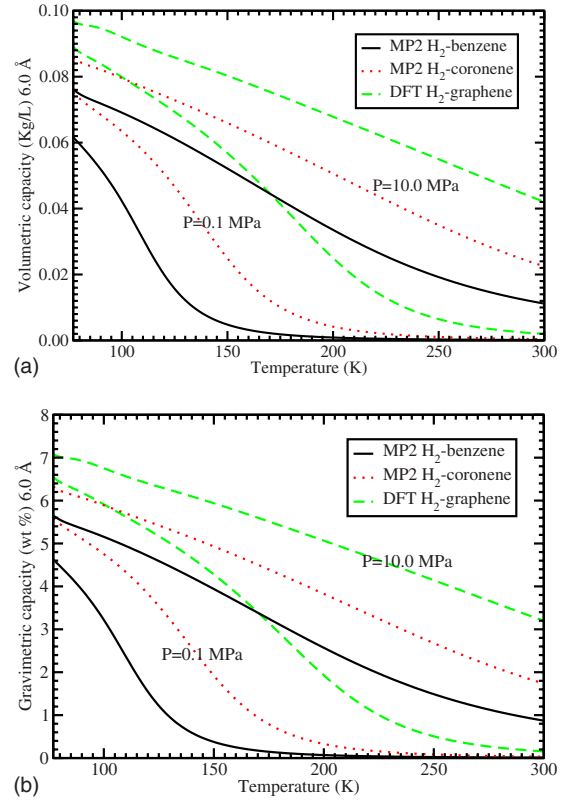 0.10
0.08
0.06
0.04
0.02
0.00
Volumetric capacity (Kg/L) 6.0 Å
MP2 H₂-benzene
MP2 H₂-coronene
DFT H₂-graphene
P=10.0 MPa
P=0.1 MPa
100 150 200 250 300
Temperature (K)
(a)
8
7
6
5
4
3
2
1
0
Gravimetric capacity (wt %) 6.0 Å
MP2 H₂-benzene
MP2 H₂-coronene
DFT H₂-graphene
P=10.0 MPa
P=0.1 MPa
100 150 200 250 300
Temperature (K)
(b)